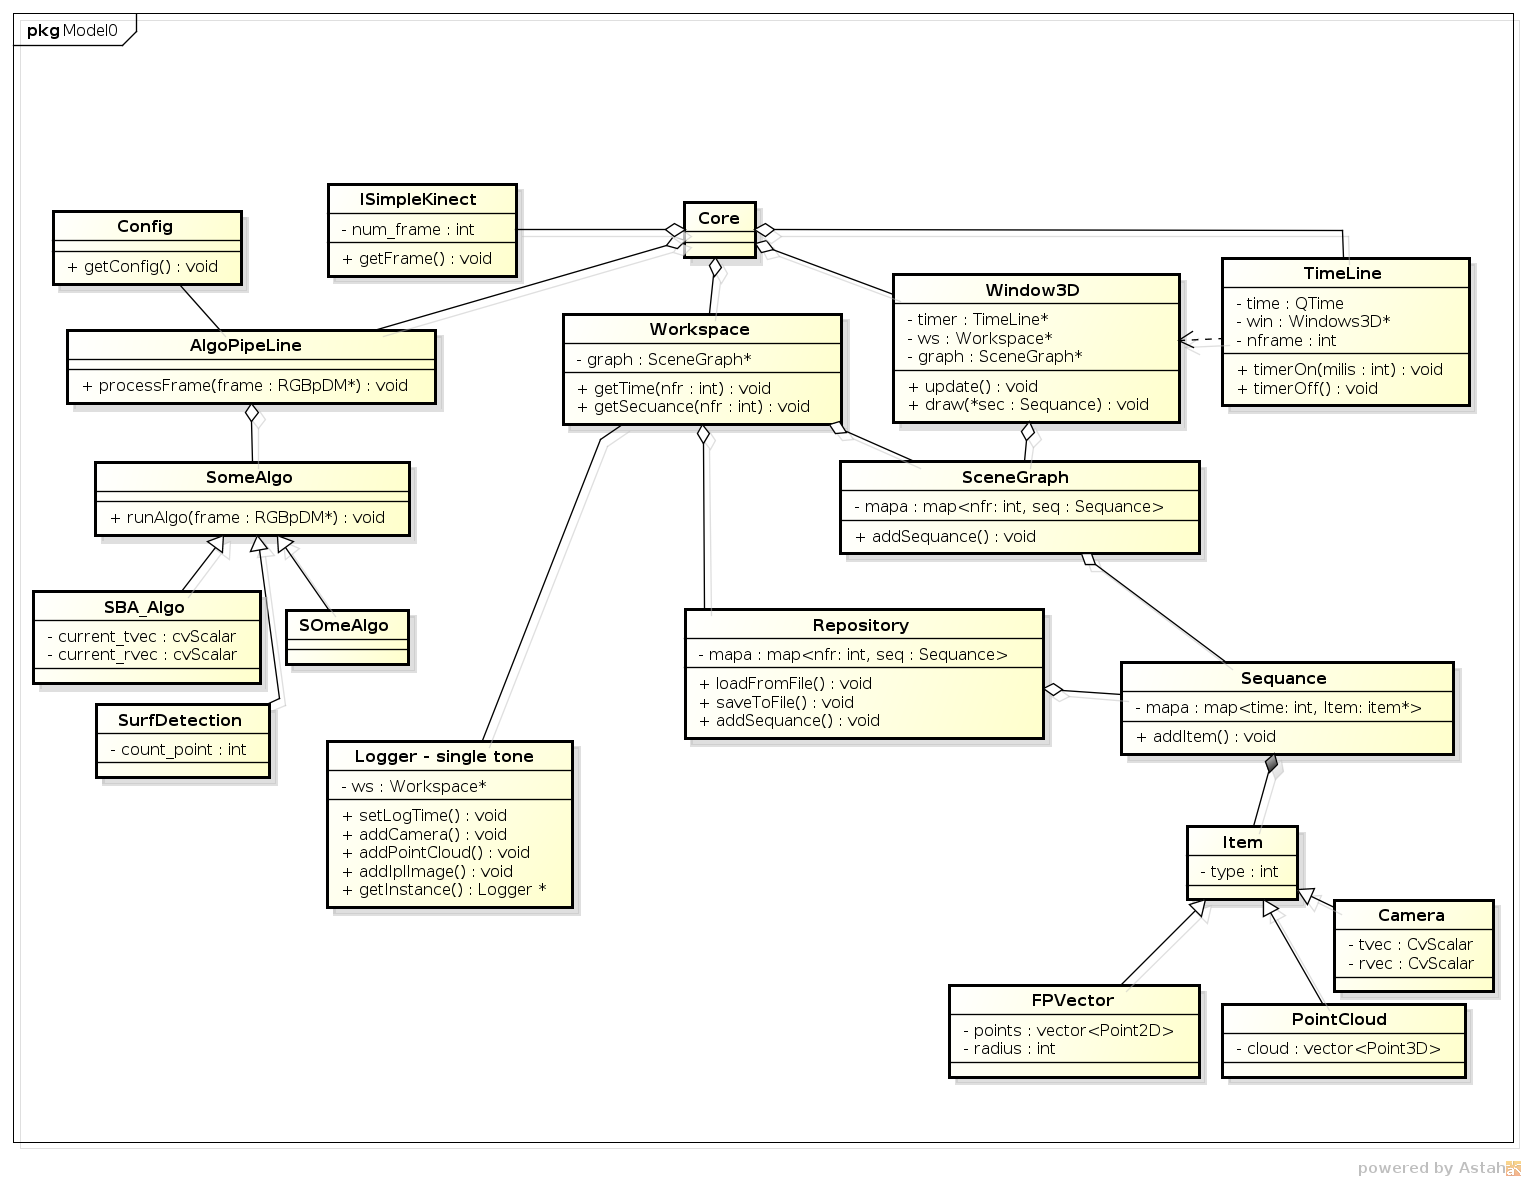 pkg Model0
Config
+ getConfig() : void
ISimpleKinect
- num_frame : int
+ getFrame() : void
Core
Window3D
- timer : TimeLine*
- ws : Workspace*
- graph : SceneGraph*
+ update() : void
+ draw(*sec : Sequance) : void
TimeLine
- time : QTime
- win : Windows3D*
- nframe : int
+ timerOn(milis : int) : void
+ timerOff() : void
AlgoPipeLine
+ processFrame(frame : RGBpDM*) : void
Workspace
- graph : SceneGraph*
+ getTime(nfr : int) : void
+ getSecuance(nfr : int) : void
SomeAlgo
+ runAlgo(frame : RGBpDM*) : void
SceneGraph
- mapa : map<nfr: int, seq : Sequance>
+ addSequance() : void
SBA_Algo
- current_tvec : cvScalar
- current_rvec : cvScalar
SOmeAlgo
Repository
- mapa : map<nfr: int, seq : Sequance>
+ loadFromFile() : void
+ saveToFile() : void
+ addSequance() : void
Sequance
- mapa : map<time: int, Item: item*>
+ addItem() : void
SurfDetection
- count_point : int
Logger - single tone
- ws : Workspace*
+ setLogTime() : void
+ addCamera() : void
+ addPointCloud() : void
+ addIplImage() : void
+ getInstance() : Logger *
Item
- type : int
Camera
- tvec : CvScalar
- rvec : CvScalar
FPVector
- points : vector<Point2D>
- radius : int
PointCloud
- cloud : vector<Point3D>
powered by Astah